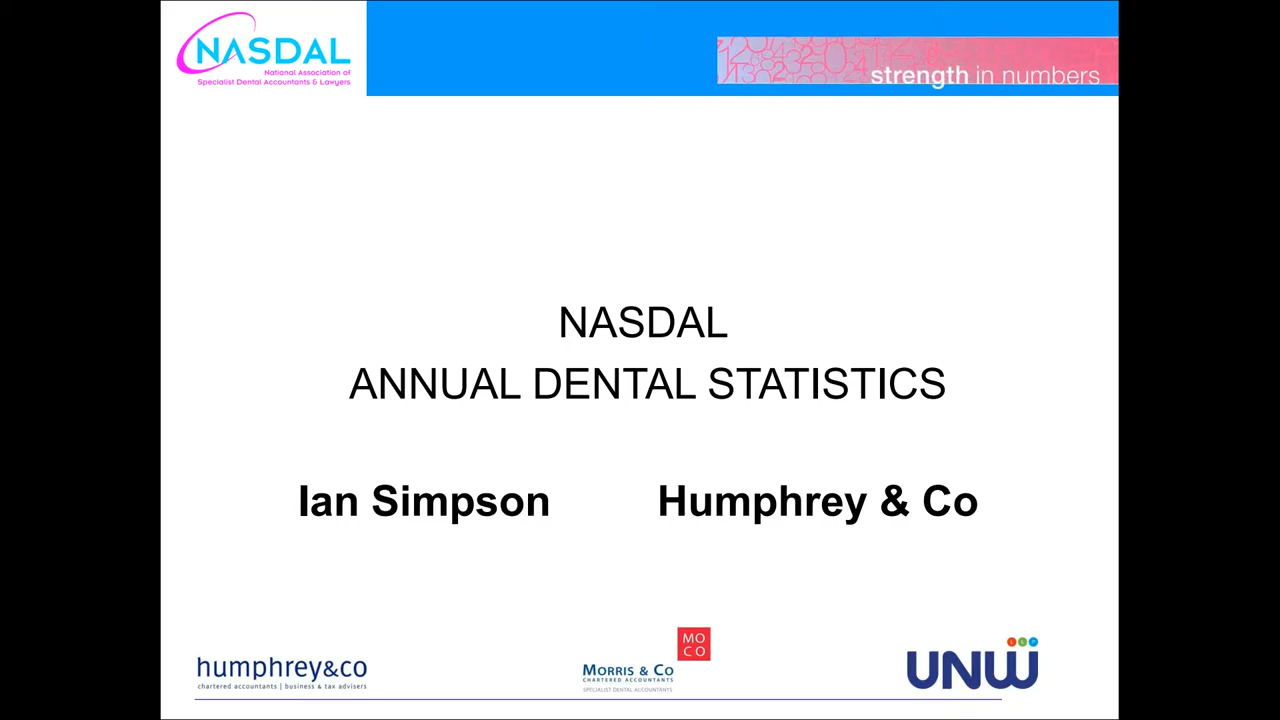 NASDAL
National Association of
Specialist Dental Accountants & Lawyers
strength in numbers
NASDAL
ANNUAL DENTAL STATISTICS
Ian Simpson Humphrey & Co
humphrey&co
chartered accountants | business & tax advisers
MO
CO
MORRIS & CO
CHARTERED ACCOUNTANTS
SPECIALIST DENTAL ACCOUNTANTS
LLP
UNW